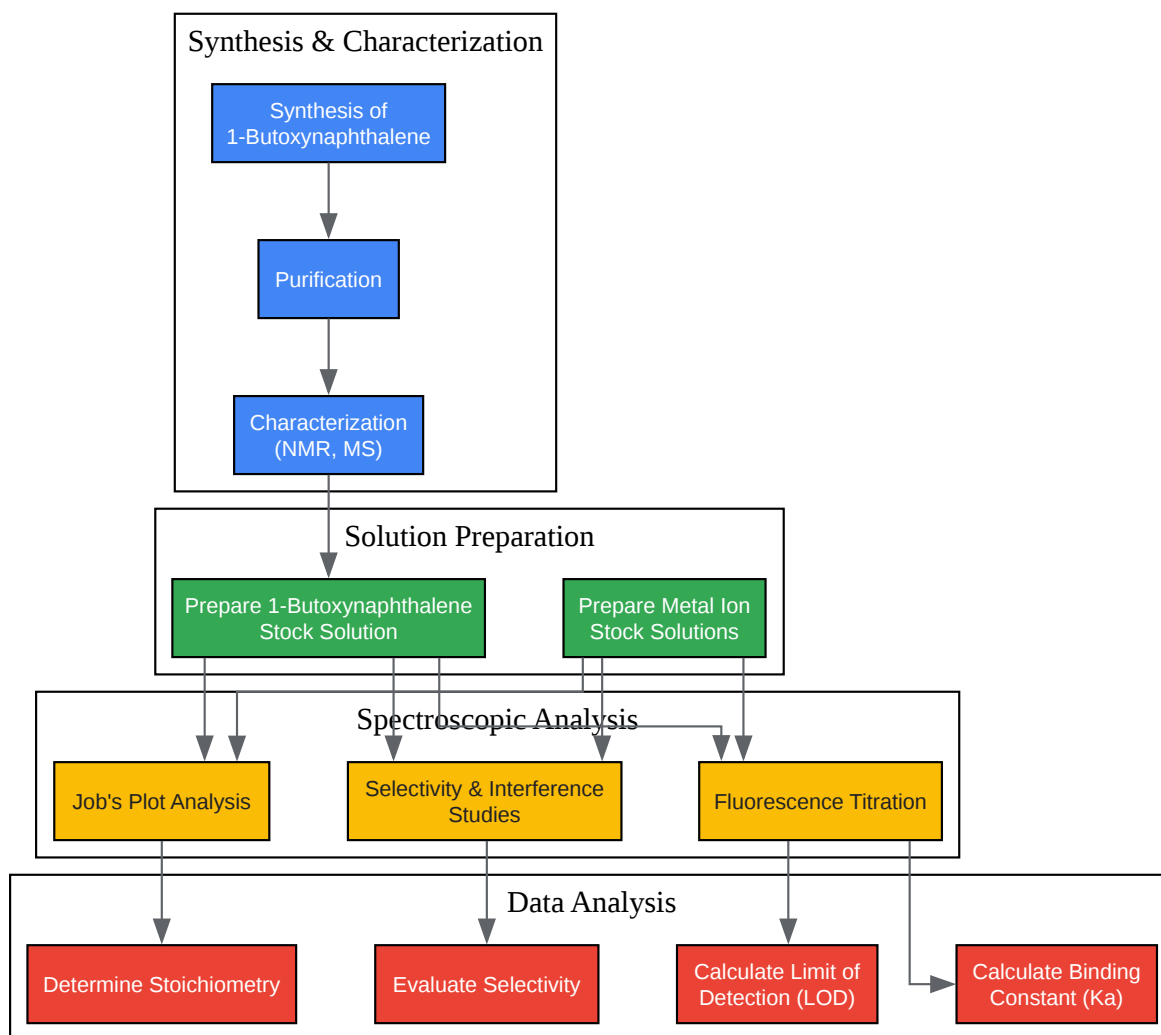 Synthesis & Characterization
Synthesis of
1-Butoxynaphthalene
Purification
Characterization
(NMR, MS)
Solution Preparation
Prepare 1-Butoxynaphthalene
Stock Solution
Prepare Metal Ion
Stock Solutions
Spectroscopic Analysis
Job's Plot Analysis
Selectivity & Interference
Studies
Fluorescence Titration
Data Analysis
Determine Stoichiometry
Evaluate Selectivity
Calculate Limit of
Detection (LOD)
Calculate Binding
Constant (Ka)